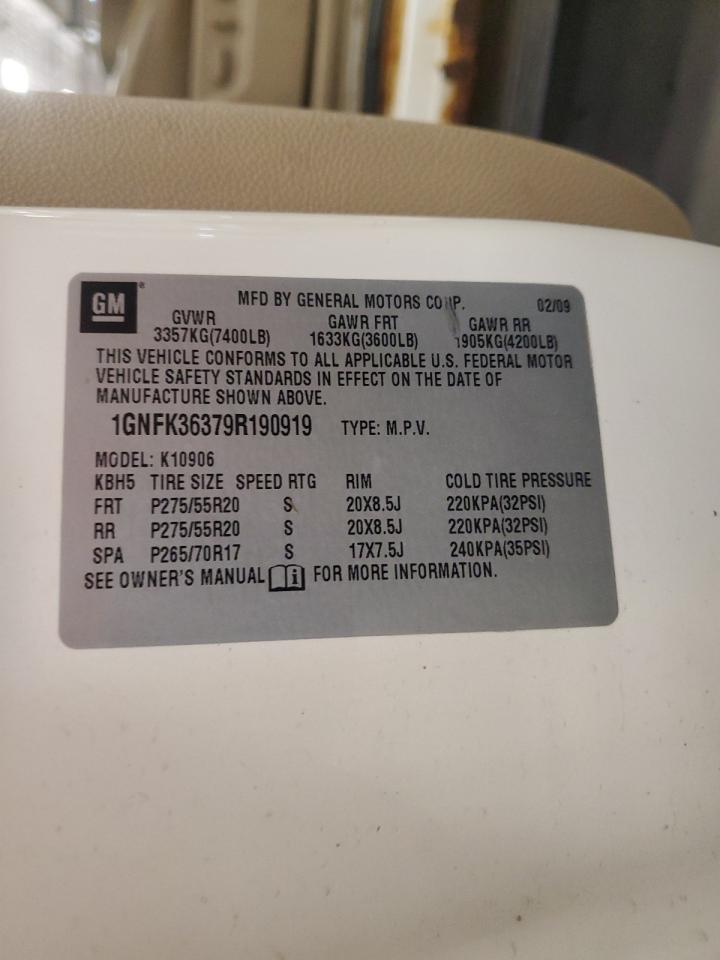 GM®
MFD BY GENERAL MOTORS CORP. 02/09
GVWR GAWR FRT GAWR RR
3357KG(7400LB) 1633KG(3600LB) 1905KG(4200LB)
THIS VEHICLE CONFORMS TO ALL APPLICABLE U.S. FEDERAL MOTOR
VEHICLE SAFETY STANDARDS IN EFFECT ON THE DATE OF
MANUFACTURE SHOWN ABOVE.
1GNFK36379R190919 TYPE: M.P.V.
MODEL: K10906
KBH5 TIRE SIZE SPEED RTG RIM COLD TIRE PRESSURE
FRT P275/55R20 S 20X8.5J 220KPA(32PSI)
RR P275/55R20 S 20X8.5J 220KPA(32PSI)
SPA P265/70R17 S 17X7.5J 240KPA(35PSI)
SEE OWNER'S MANUAL i FOR MORE INFORMATION.